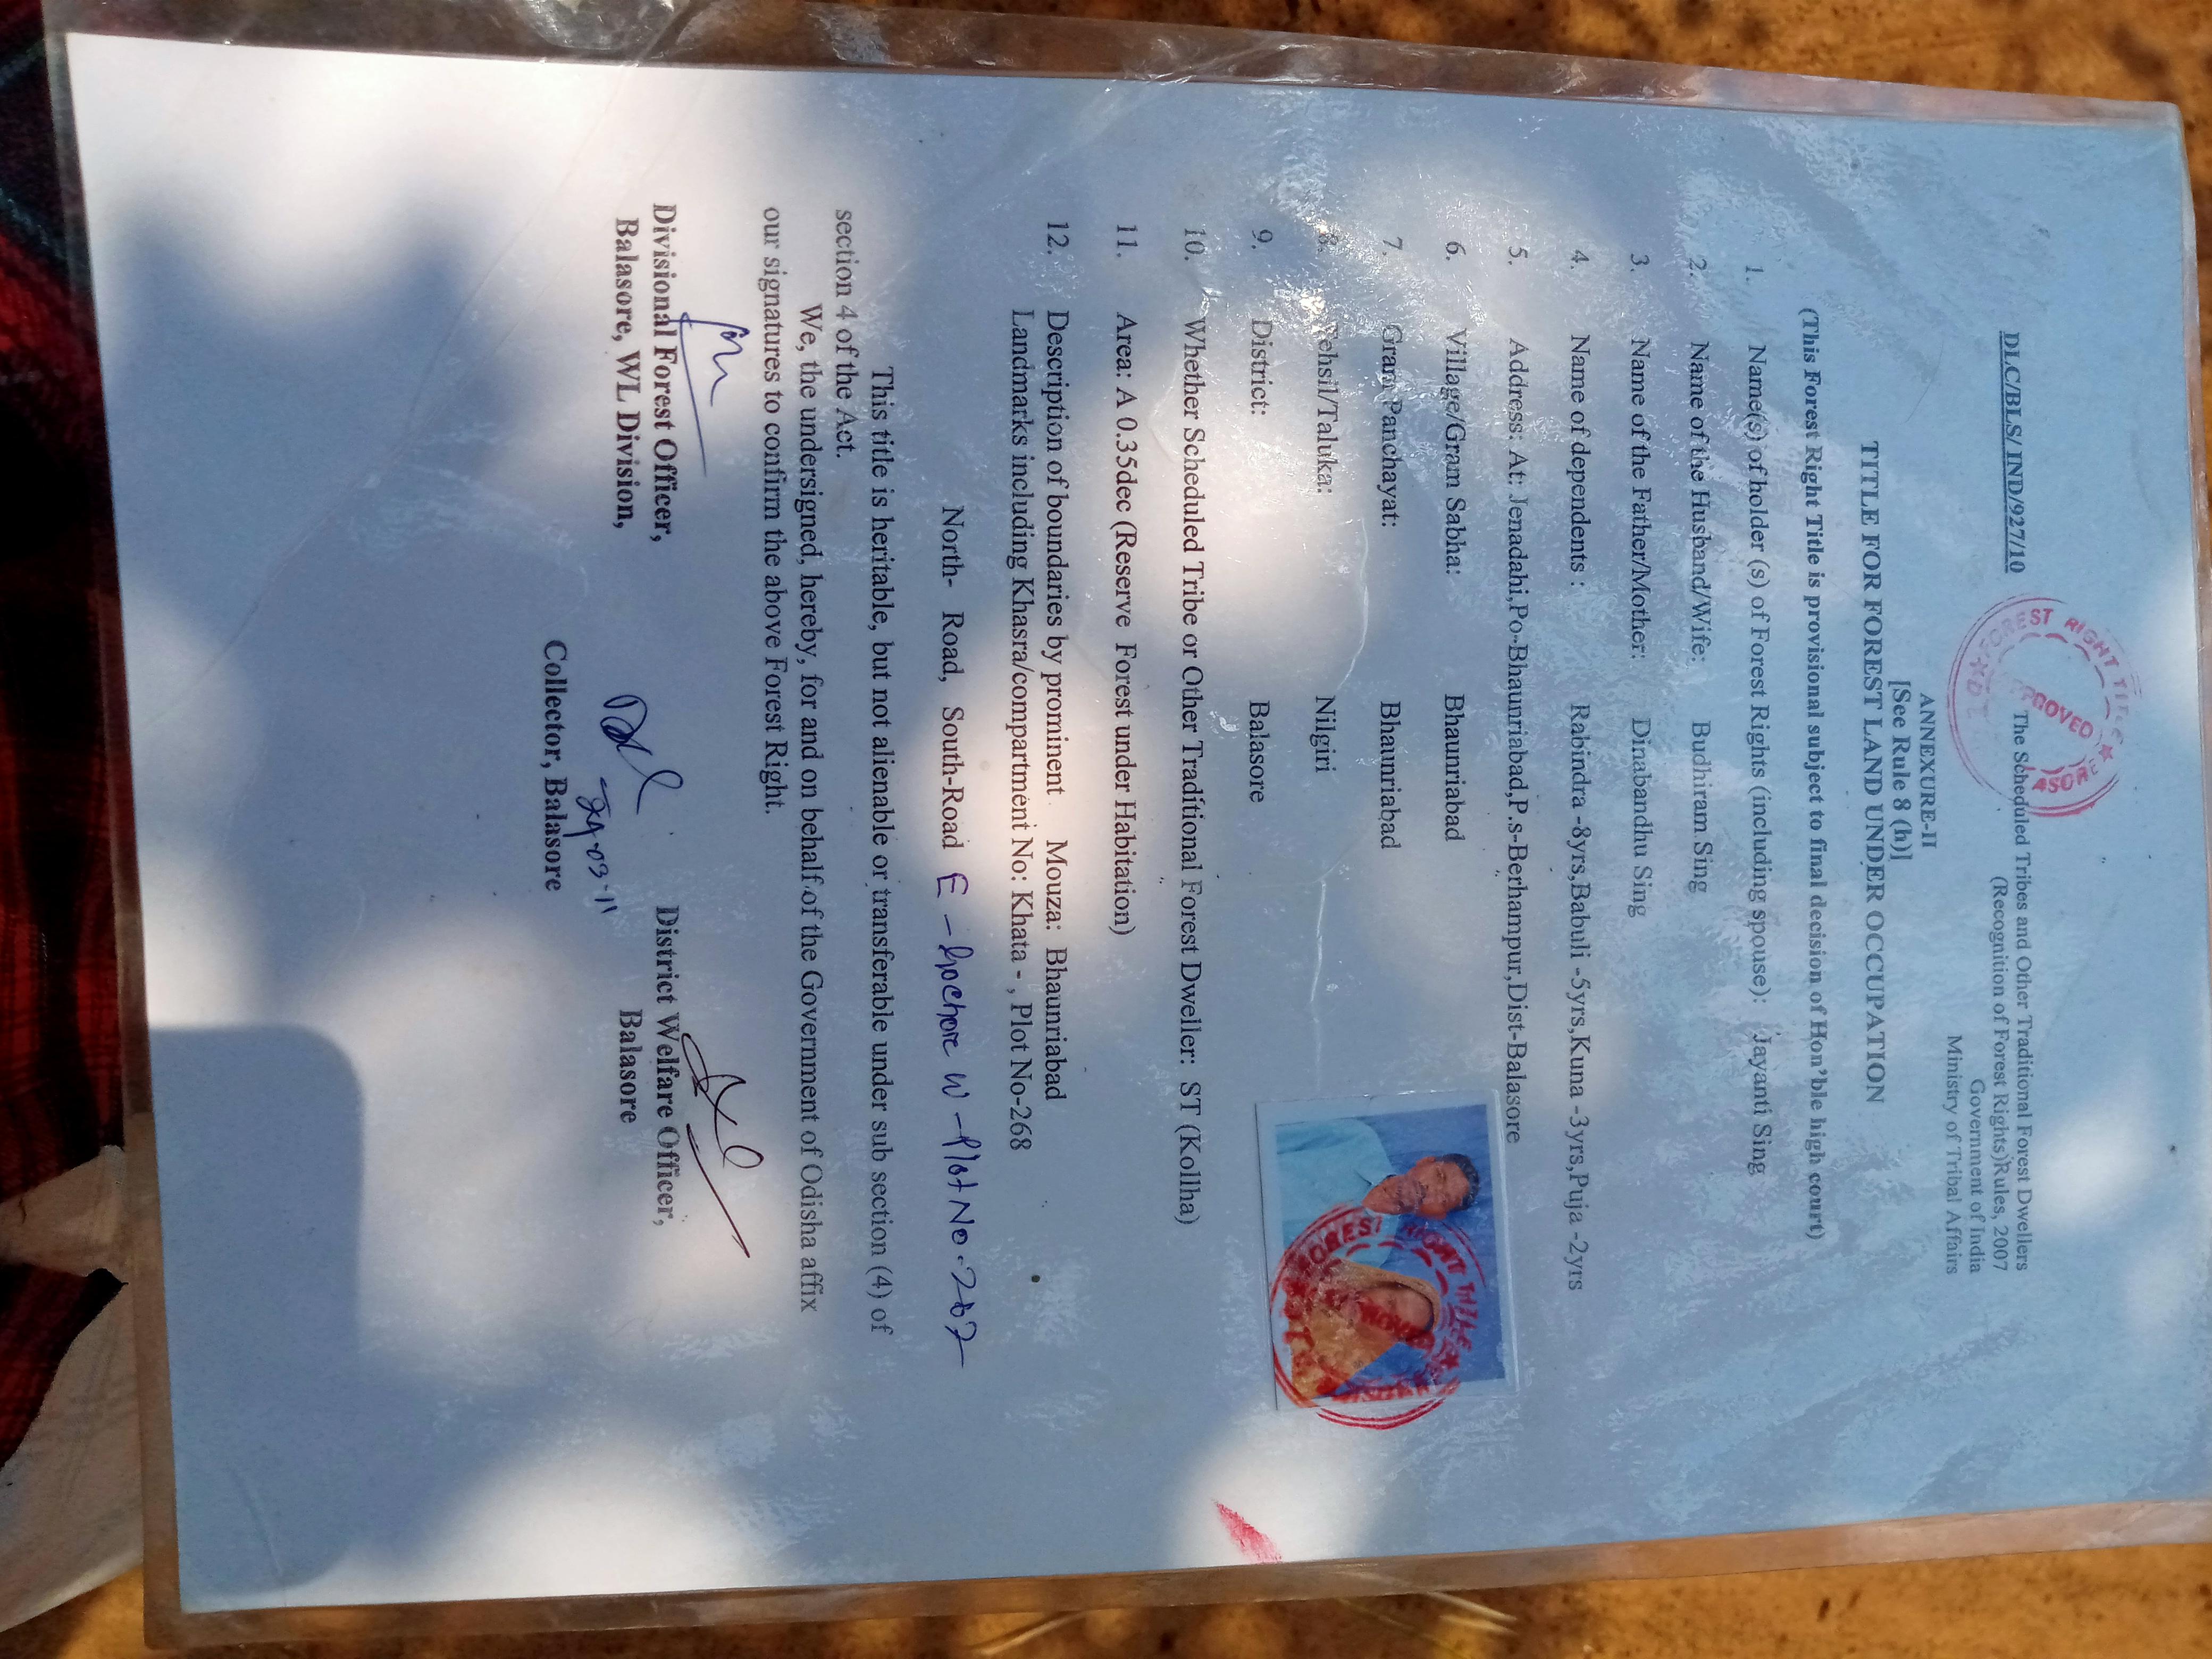 DLC/BLS/ IND/927/10
FOREST RIGHT TITLE
The Scheduled Tribes and Other Traditional Forest Dwellers
(Recognition of Forest Rights)Rules, 2007
Government of India
Ministry of Tribal Affairs
ANNEXURE-II
[See Rule 8 (h)]
TITLE FOR FOREST LAND UNDER OCCUPATION
(This Forest Right Title is provisional subject to final decision of Hon'ble high court)
1. Name(s) of holder (s) of Forest Rights (including spouse): Jayanti Sing
2. Name of the Husband/Wife: Budhiram Sing
3. Name of the Father/Mother: Dinabandhu Sing
4. Name of dependents : Rabindra -8yrs,Babuli -5yrs,Kuna -3yrs,Puja -2yrs
5. Address: At: Jenadahi,Po-Bhaunriabad,P.s-Berhampur,Dist-Balasore
6. Village/Gram Sabha: Bhaunriabad
7. Gram Panchayat: Bhaunriabad
8. Tehsil/Taluka: Nilgiri
9. District: Balasore
10. Whether Scheduled Tribe or Other Traditional Forest Dweller: ST (Kollha)
11. Area: A 0.35dec (Reserve Forest under Habitation)
12. Description of boundaries by prominent Mouza: Bhaunriabad
Landmarks including Khasra/compartment No: Khata - , Plot No-268
North- Road, South-Road E - W - Plot No. 267
This title is heritable, but not alienable or transferable under sub section (4) of
section 4 of the Act.
We, the undersigned, hereby, for and on behalf of the Government of Odisha affix
our signatures to confirm the above Forest Right.
Divisional Forest Officer,
Balasore, WL Division,
District Welfare Officer,
Balasore
Collector, Balasore